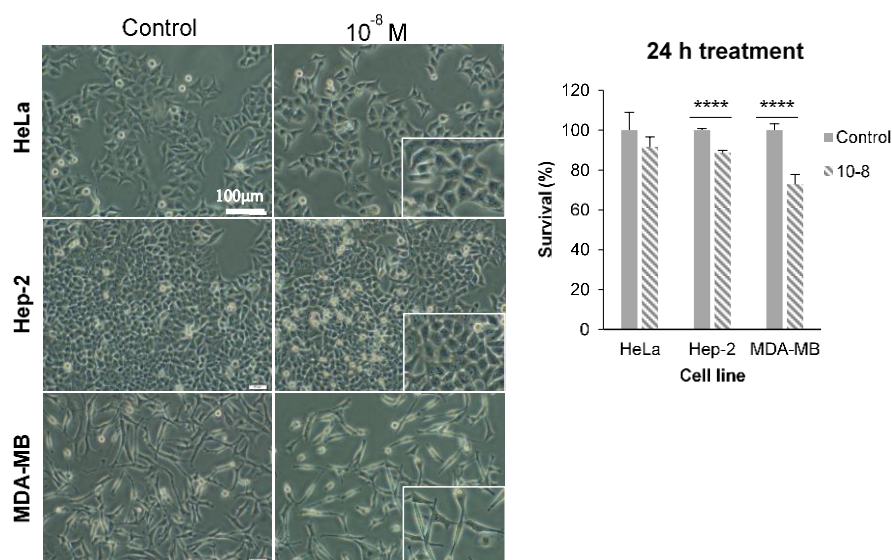 Control
10⁻⁸ M
HeLa
100μm
Hep-2
MDA-MB
24 h treatment
120
100
80
60
40
20
0
Survival (%)
**** ****
Control
10-8
HeLa Hep-2 MDA-MB
Cell line